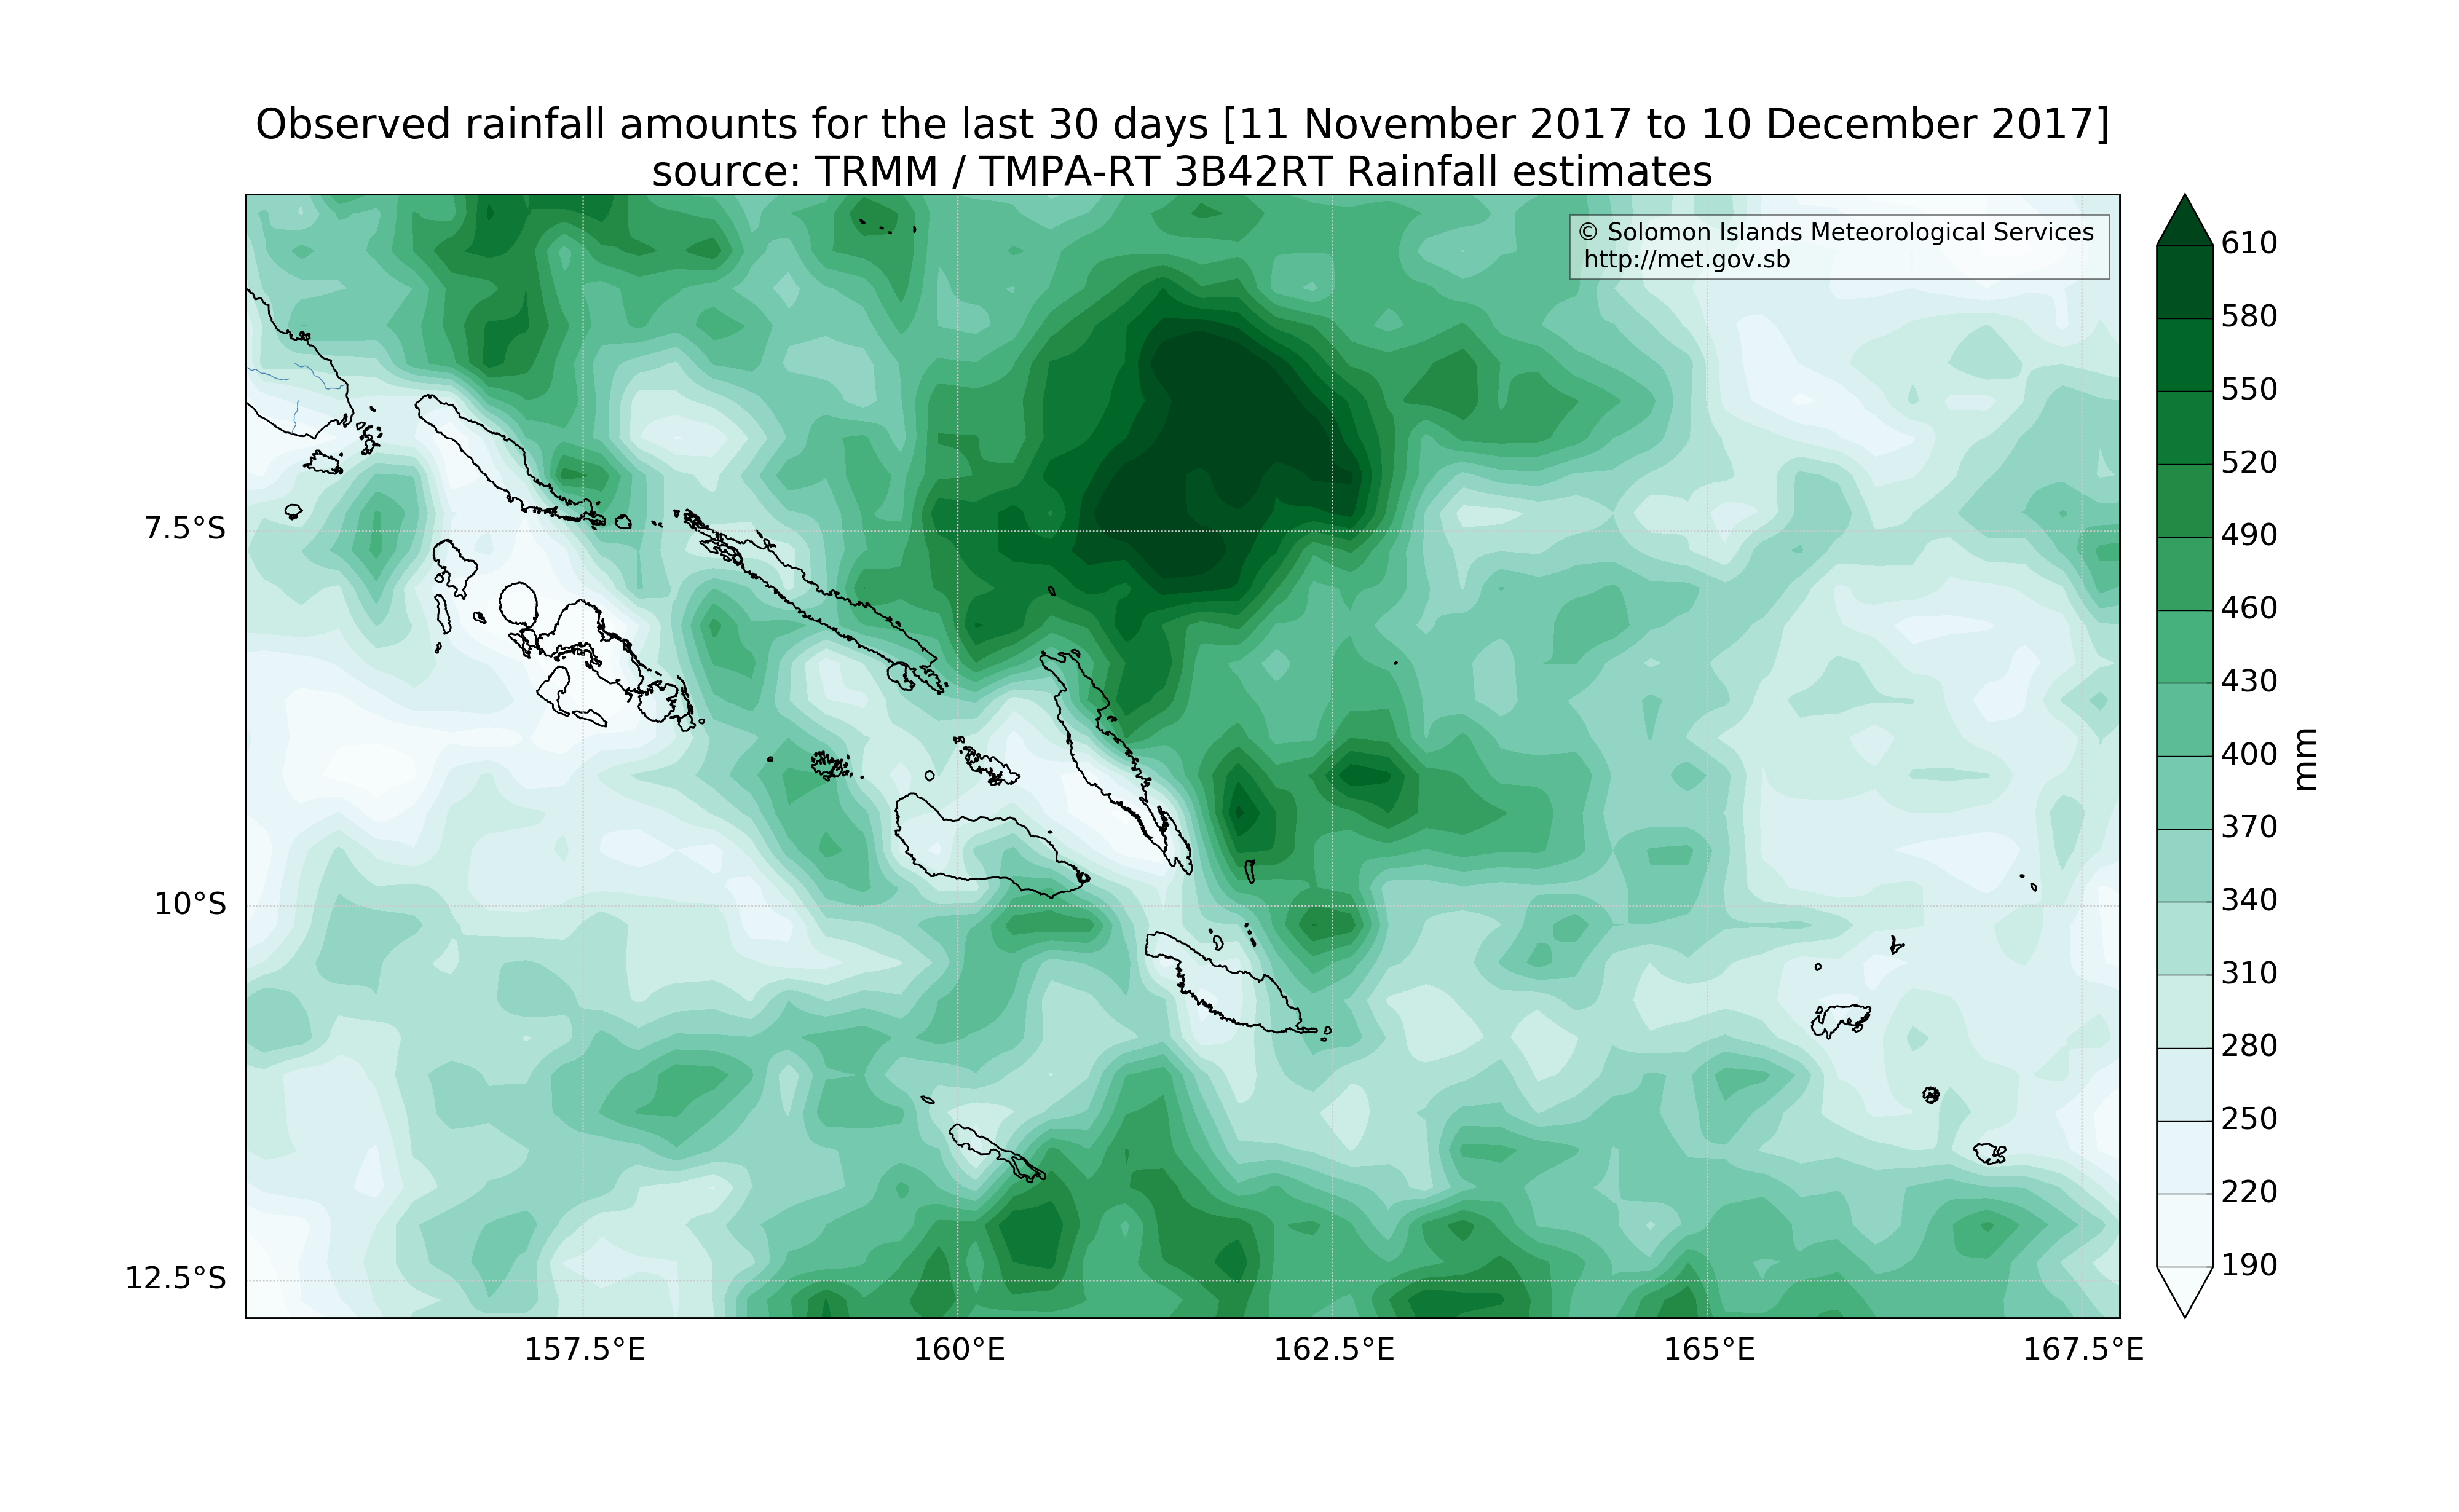 Observed rainfall amounts for the last 30 days [11 November 2017 to 10 December 2017]
source: TRMM / TMPA-RT 3B42RT Rainfall estimates
© Solomon Islands Meteorological Services
http://met.gov.sb
7.5°S
10°S
12.5°S
157.5°E
160°E
162.5°E
165°E
167.5°E
610
580
550
520
490
460
430
400
370
340
310
280
250
220
190
mm